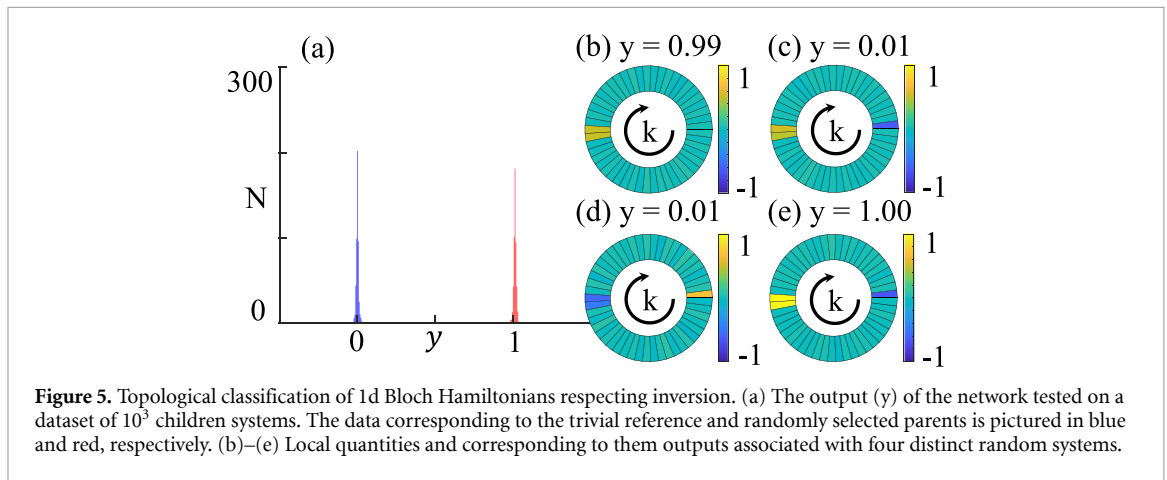 (a)
300
N
0
0 y 1
(b) y = 0.99
k
1
-1
(c) y = 0.01
k
1
-1
(d) y = 0.01
k
1
-1
(e) y = 1.00
k
1
-1
Figure 5. Topological classification of 1d Bloch Hamiltonians respecting inversion. (a) The output (y) of the network tested on a
dataset of 10³ children systems. The data corresponding to the trivial reference and randomly selected parents is pictured in blue
and red, respectively. (b)–(e) Local quantities and corresponding to them outputs associated with four distinct random systems.